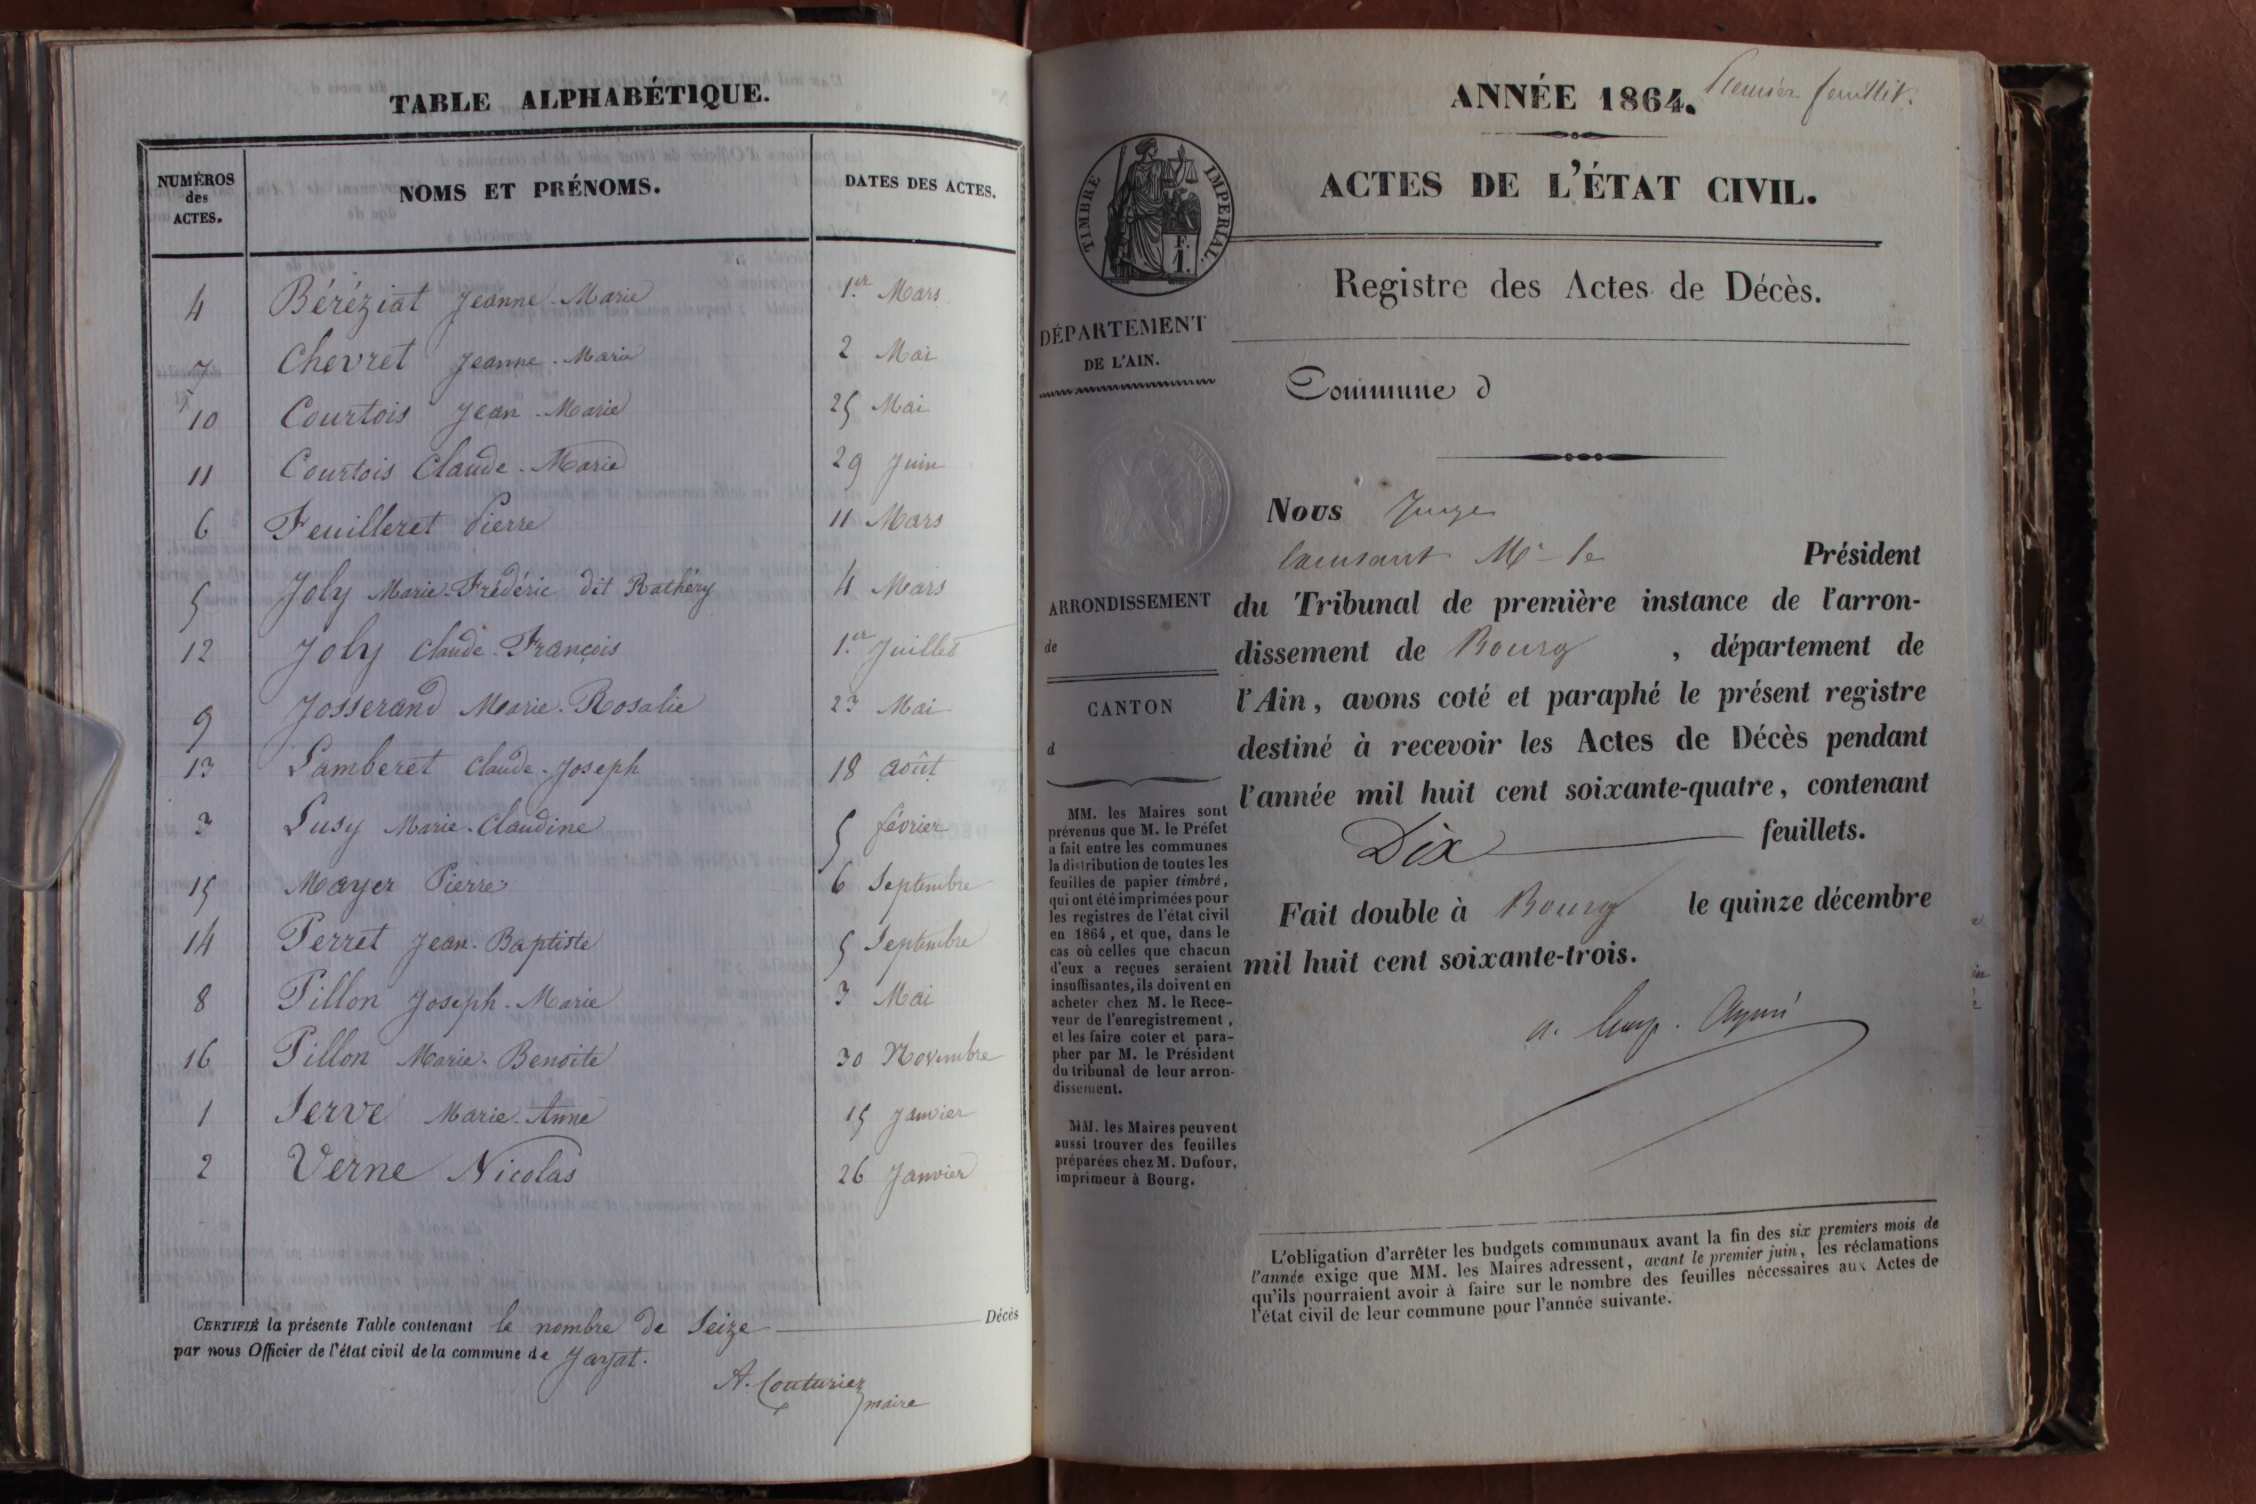 TABLE ALPHABÉTIQUE.
NUMÉROS des ACTES. NOMS ET PRÉNOMS. DATES DES ACTES.
4 Béréziat Jeanne-Marie 1.er Mars
7 Chevret Jeanne-Marie 2 Mai
10 Courtois Jean-Marie 25 Mai
11 Courtois Claude-Marie 29 Juin
6 Feuilleret Pierre 11 Mars
5 Joly Marie-Frédéric dit Rathéry 4 Mars
12 Joly Claude-François 1.er Juillet
9 Josserand Marie-Rosalie 23 Mai
13 Lamberet Claude-Joseph 18 août
3 Lusy Marie-Claudine 5 février
15 Mayer Pierre 6 Septembre
14 Perret Jean-Baptiste 5 Septembre
8 Pillon Joseph-Marie 3 Mai
16 Pillon Marie-Benoite 30 Novembre
1 Serve Marie-Anne 15 Janvier
2 Verne Nicolas 26 Janvier
CERTIFIÉ la présente Table contenant le nombre de Seize Décès
par nous Officier de l'état civil de la commune de Jayat.
A. Couturier
maire
ANNÉE 1864.
Premier feuillet.
ACTES DE L'ÉTAT CIVIL.
TIMBRE IMPERIAL.
F.
1.
Registre des Actes de Décès.
DÉPARTEMENT
DE L'AIN.
Commune d
Nous Juge
Président
du Tribunal de première instance de l'arron-
dissement de Bourg , département de
l'Ain, avons coté et paraphé le présent registre
destiné à recevoir les Actes de Décès pendant
l'année mil huit cent soixante-quatre, contenant
Dix feuillets.
Fait double à Bourg le quinze décembre
mil huit cent soixante-trois.
ARRONDISSEMENT
de
CANTON
d
MM. les Maires sont
prévenus que M. le Préfet
a fait entre les communes
la distribution de toutes les
feuilles de papier timbré,
qui ont été imprimées pour
les registres de l'état civil
en 1864, et que, dans le
cas où celles que chacun
d'eux a reçues seraient
insuffisantes, ils doivent en
acheter chez M. le Rece-
veur de l'enregistrement,
et les faire coter et para-
pher par M. le Président
du tribunal de leur arron-
dissement.
MM. les Maires peuvent
aussi trouver des feuilles
préparées chez M. Dufour,
imprimeur à Bourg.
L'obligation d'arrêter les budgets communaux avant la fin des six premiers mois de
l'année exige que MM. les Maires adressent, avant le premier juin, les réclamations
qu'ils pourraient avoir à faire sur le nombre des feuilles nécessaires aux Actes de
l'état civil de leur commune pour l'année suivante.